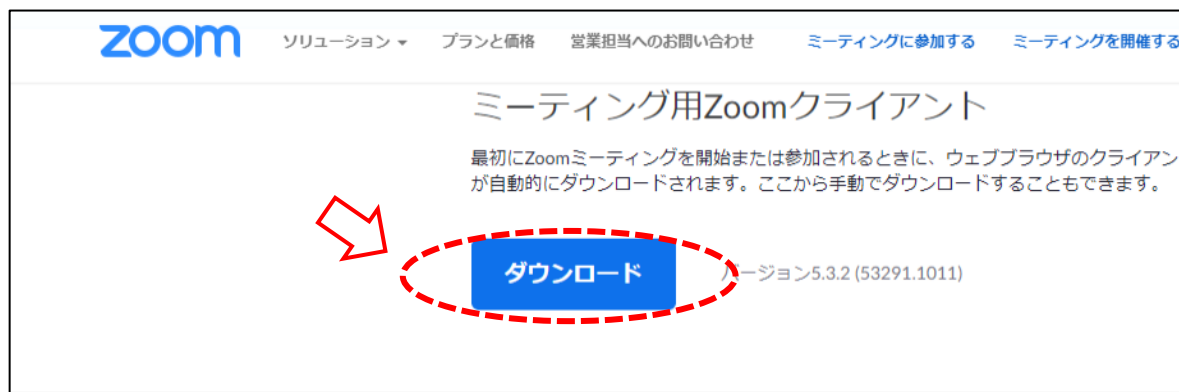 zoom ソリューション プランと価格 営業担当へのお問い合わせ ミーティングに参加する ミーティングを開催する
ミーティング用Zoomクライアント
最初にZoomミーティングを開始または参加されるときに、ウェブブラウザのクライアン
が自動的にダウンロードされます。ここから手動でダウンロードすることもできます。
ダウンロード バージョン5.3.2 (53291.1011)